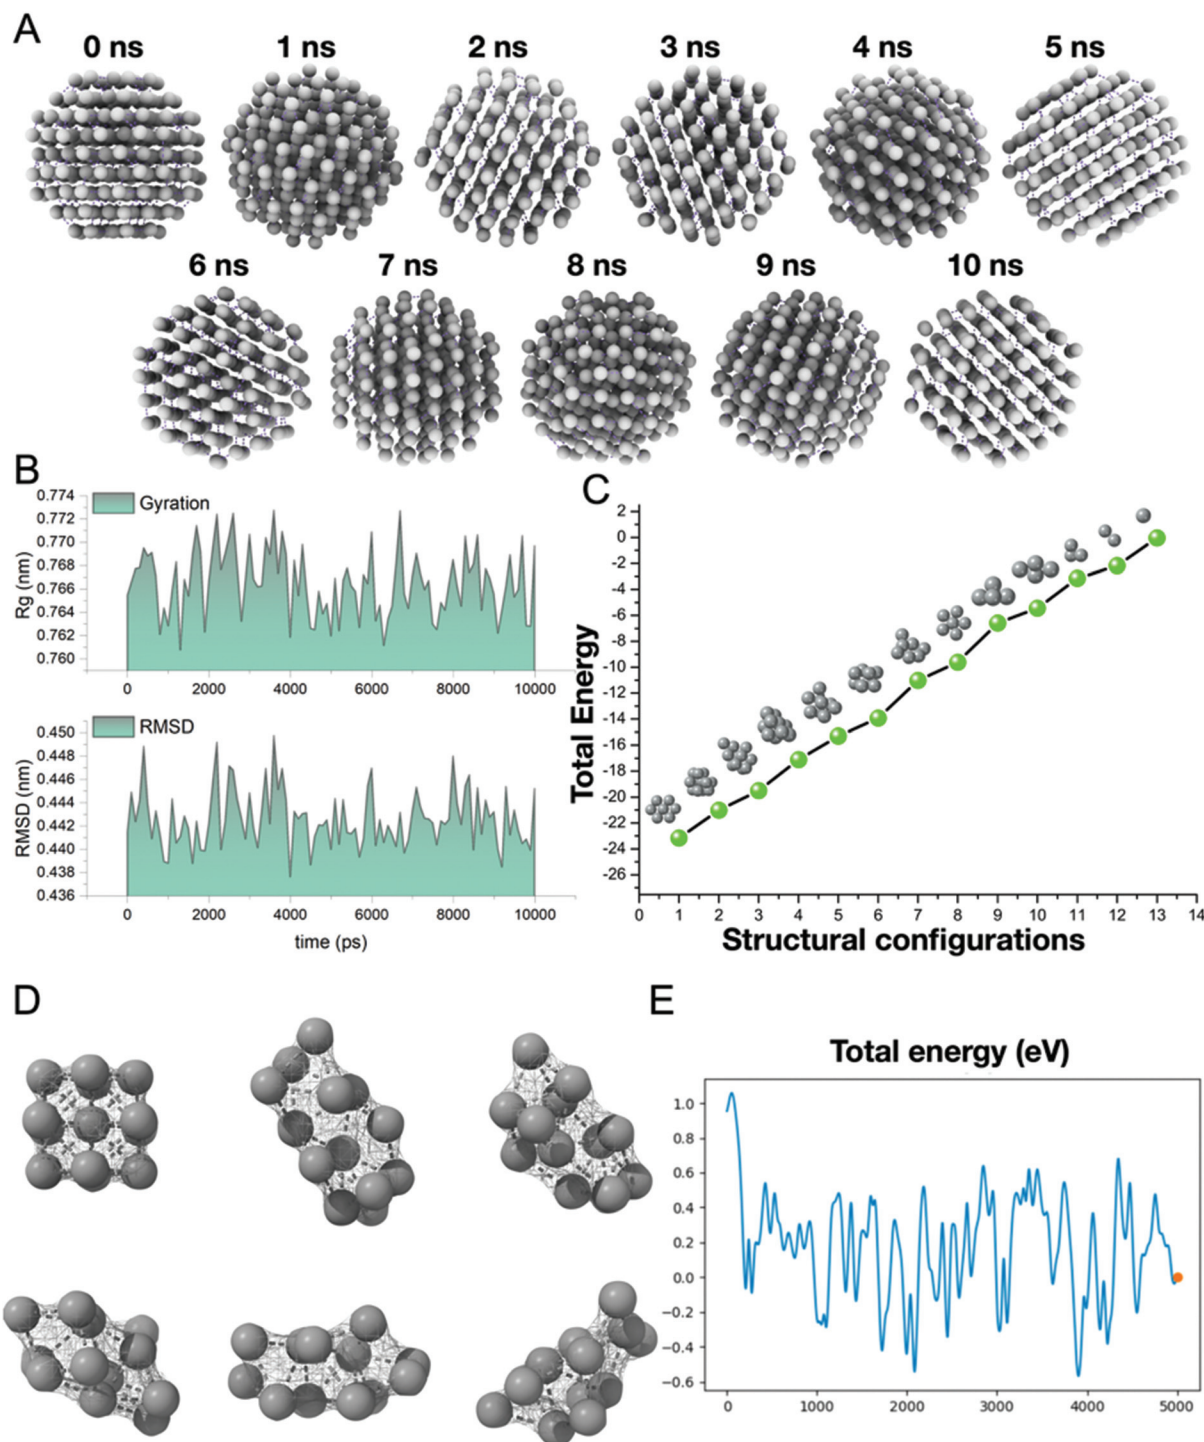 A
0 ns 1 ns 2 ns 3 ns 4 ns 5 ns
6 ns 7 ns 8 ns 9 ns 10 ns
B
Gyration
Rg (nm)
0.774
0.772
0.770
0.768
0.766
0.764
0.762
0.760
0 2000 4000 6000 8000 10000
RMSD
RMSD (nm)
0.450
0.448
0.446
0.444
0.442
0.440
0.438
0.436
0 2000 4000 6000 8000 10000
time (ps)
C
Total Energy
2
0
-2
-4
-6
-8
-10
-12
-14
-16
-18
-20
-22
-24
-26
0 1 2 3 4 5 6 7 8 9 10 11 12 13 14
Structural configurations
D
E
Total energy (eV)
1.0
0.8
0.6
0.4
0.2
0.0
−0.2
−0.4
−0.6
0 1000 2000 3000 4000 5000